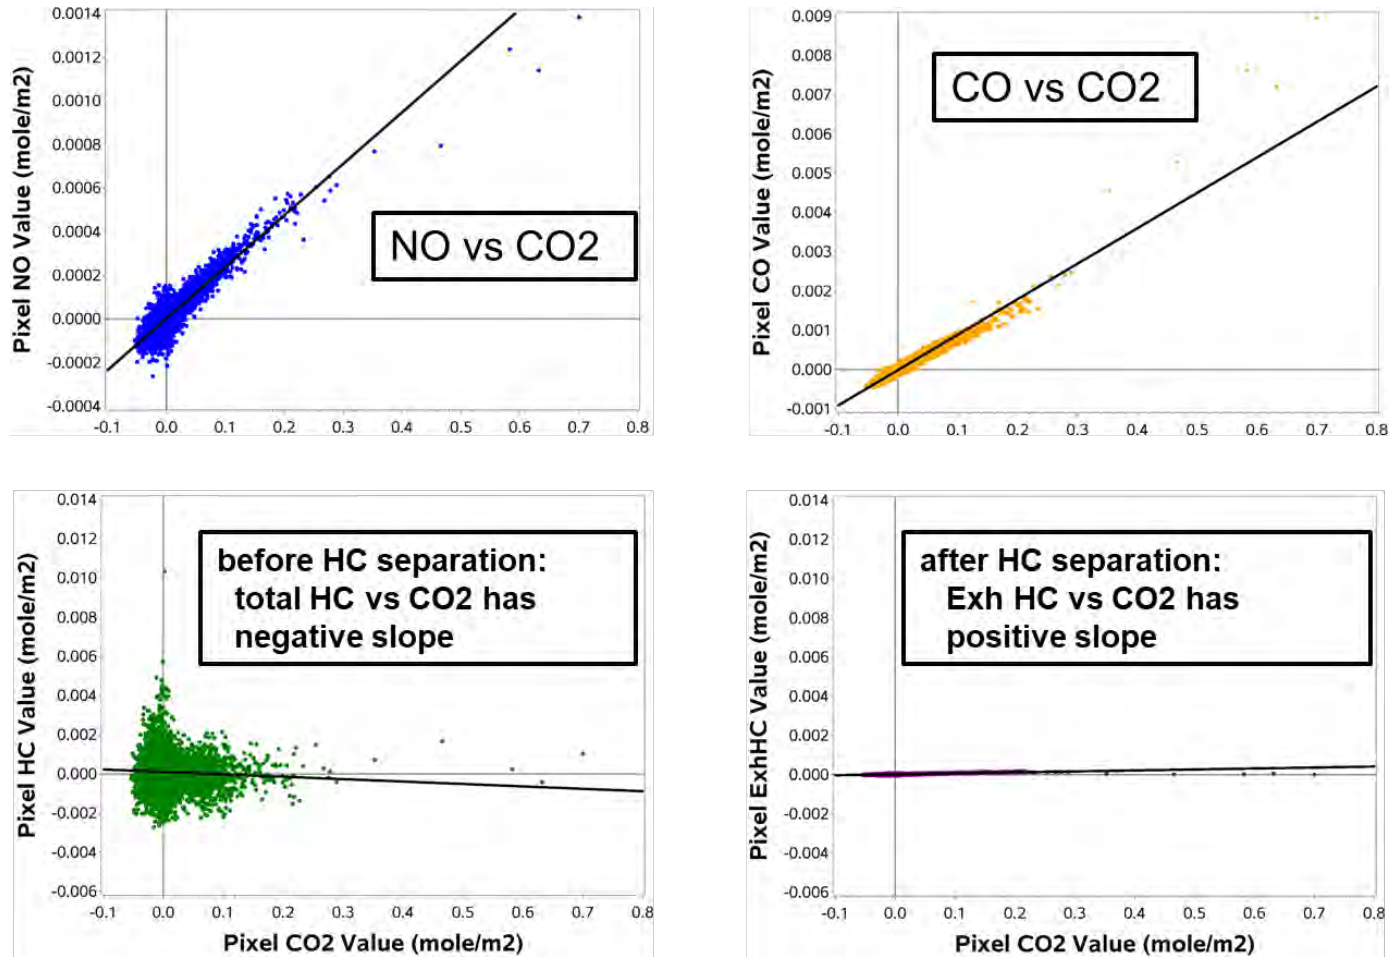 Pixel NO Value (mole/m2)
0.0014
0.0012
0.0010
0.0008
0.0006
0.0004
0.0002
0.0000
-0.0002
-0.0004
NO vs CO2
-0.1 0.0 0.1 0.2 0.3 0.4 0.5 0.6 0.7 0.8
Pixel CO Value (mole/m2)
0.009
0.008
0.007
0.006
0.005
0.004
0.003
0.002
0.001
0.000
-0.001
CO vs CO2
-0.1 0.0 0.1 0.2 0.3 0.4 0.5 0.6 0.7 0.8
Pixel HC Value (mole/m2)
0.014
0.012
0.010
0.008
0.006
0.004
0.002
0.000
-0.002
-0.004
-0.006
before HC separation:
total HC vs CO2 has
negative slope
-0.1 0.0 0.1 0.2 0.3 0.4 0.5 0.6 0.7 0.8
Pixel CO2 Value (mole/m2)
Pixel ExhHC Value (mole/m2)
0.014
0.012
0.010
0.008
0.006
0.004
0.002
0.000
-0.002
-0.004
-0.006
after HC separation:
Exh HC vs CO2 has
positive slope
-0.1 0.0 0.1 0.2 0.3 0.4 0.5 0.6 0.7 0.8
Pixel CO2 Value (mole/m2)